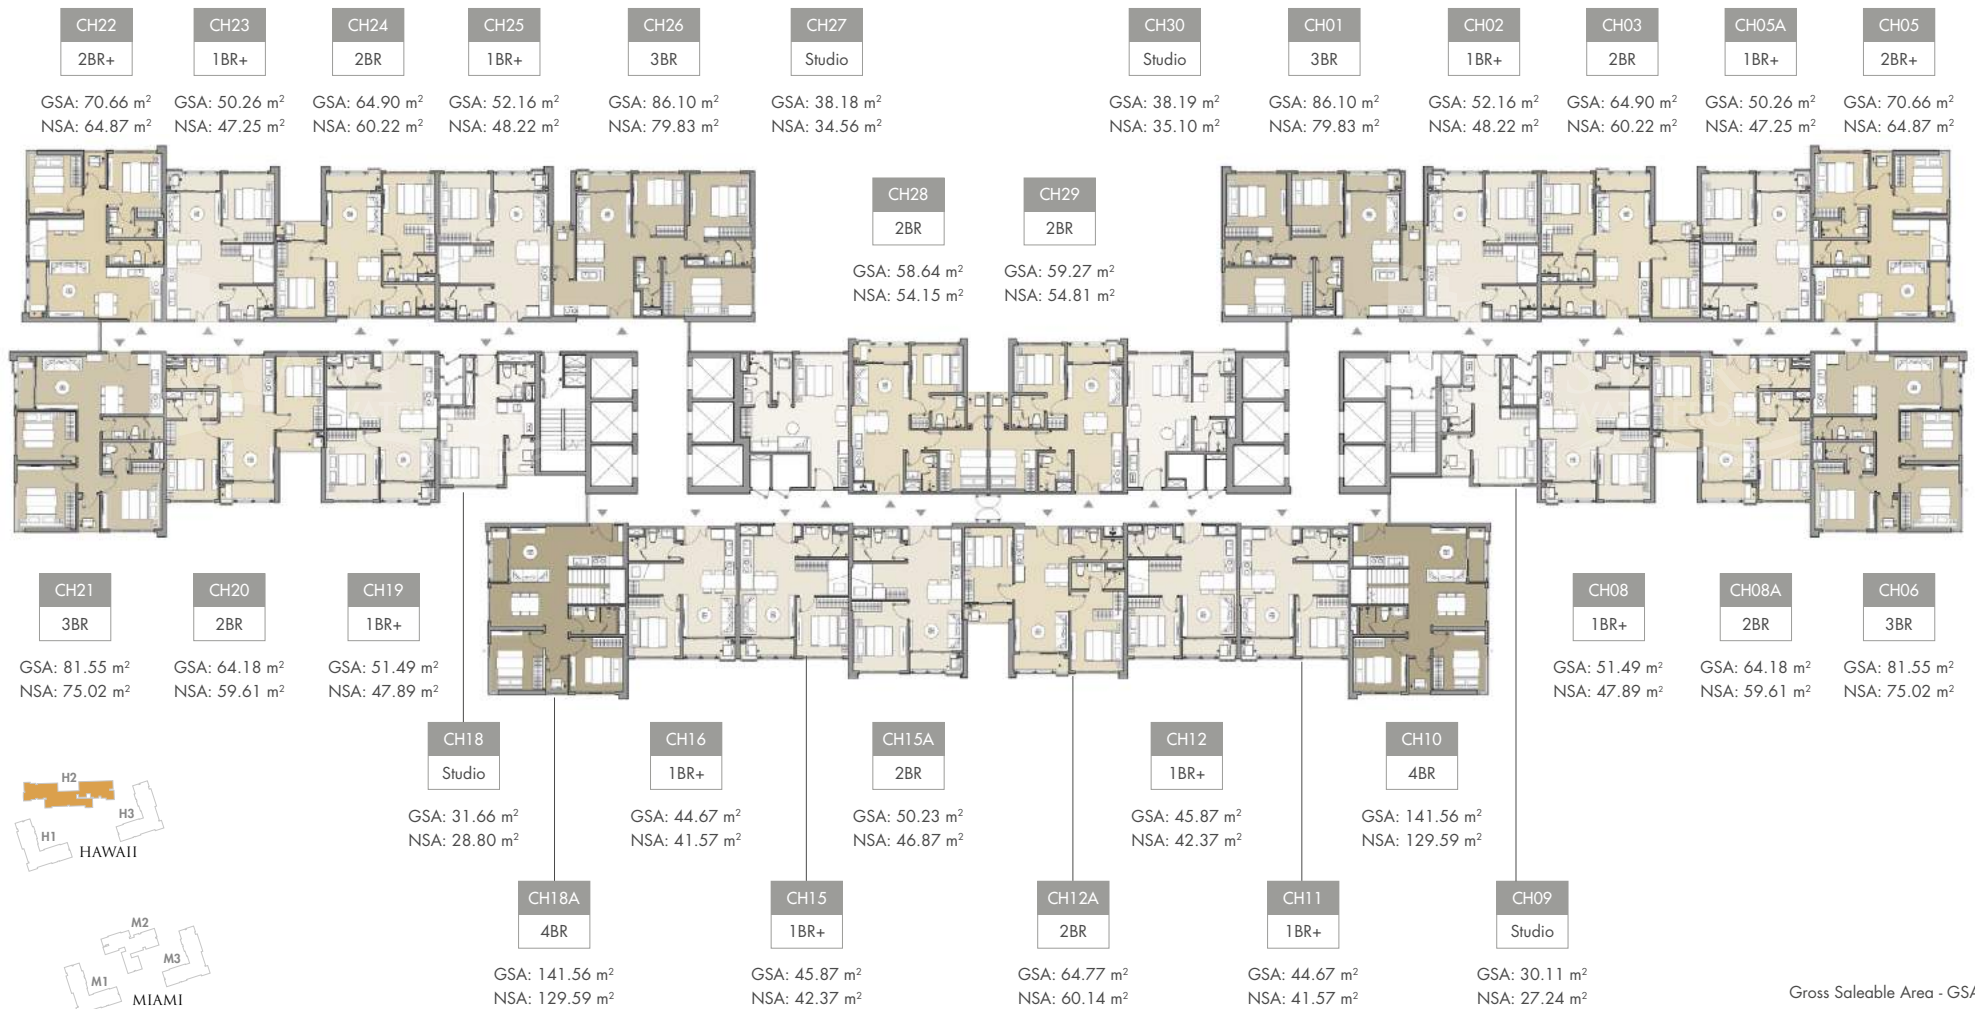 CH22
2BR+
GSA: 70.66 m²
NSA: 64.87 m²
CH23
1BR+
GSA: 50.26 m²
NSA: 47.25 m²
CH24
2BR
GSA: 64.90 m²
NSA: 60.22 m²
CH25
1BR+
GSA: 52.16 m²
NSA: 48.22 m²
CH26
3BR
GSA: 86.10 m²
NSA: 79.83 m²
CH27
Studio
GSA: 38.18 m²
NSA: 34.56 m²
CH30
Studio
GSA: 38.19 m²
NSA: 35.10 m²
CH01
3BR
GSA: 86.10 m²
NSA: 79.83 m²
CH02
1BR+
GSA: 52.16 m²
NSA: 48.22 m²
CH03
2BR
GSA: 64.90 m²
NSA: 60.22 m²
CH05A
1BR+
GSA: 50.26 m²
NSA: 47.25 m²
CH05
2BR+
GSA: 70.66 m²
NSA: 64.87 m²
CH28
2BR
GSA: 58.64 m²
NSA: 54.15 m²
CH29
2BR
GSA: 59.27 m²
NSA: 54.81 m²
CH21
3BR
GSA: 81.55 m²
NSA: 75.02 m²
CH20
2BR
GSA: 64.18 m²
NSA: 59.61 m²
CH19
1BR+
GSA: 51.49 m²
NSA: 47.89 m²
CH08
1BR+
GSA: 51.49 m²
NSA: 47.89 m²
CH08A
2BR
GSA: 64.18 m²
NSA: 59.61 m²
CH06
3BR
GSA: 81.55 m²
NSA: 75.02 m²
CH18
Studio
GSA: 31.66 m²
NSA: 28.80 m²
CH16
1BR+
GSA: 44.67 m²
NSA: 41.57 m²
CH15A
2BR
GSA: 50.23 m²
NSA: 46.87 m²
CH12
1BR+
GSA: 45.87 m²
NSA: 42.37 m²
CH10
4BR
GSA: 141.56 m²
NSA: 129.59 m²
H2
H3
H1
HAWAII
CH18A
4BR
GSA: 141.56 m²
NSA: 129.59 m²
CH15
1BR+
GSA: 45.87 m²
NSA: 42.37 m²
CH12A
2BR
GSA: 64.77 m²
NSA: 60.14 m²
CH11
1BR+
GSA: 44.67 m²
NSA: 41.57 m²
CH09
Studio
GSA: 30.11 m²
NSA: 27.24 m²
M2
M3
M1
MIAMI
Gross Saleable Area - GSA